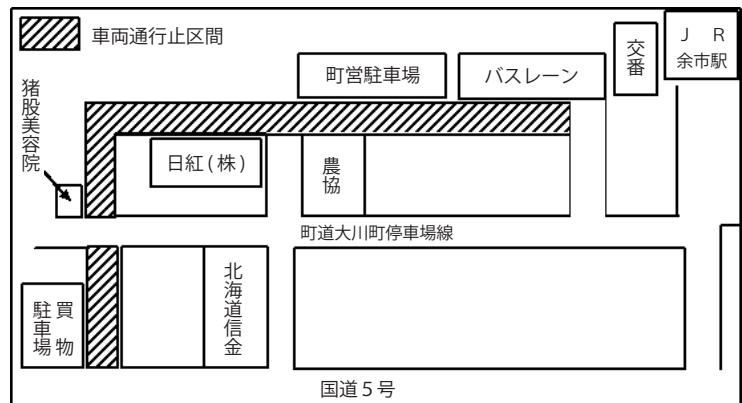 車両通行止区間
町営駐車場
バスレーン
交番
JR
余市駅
猪股美容院
日紅(株)
農協
町道大川町停車場線
北海道信金
買物
駐車場
国道5号